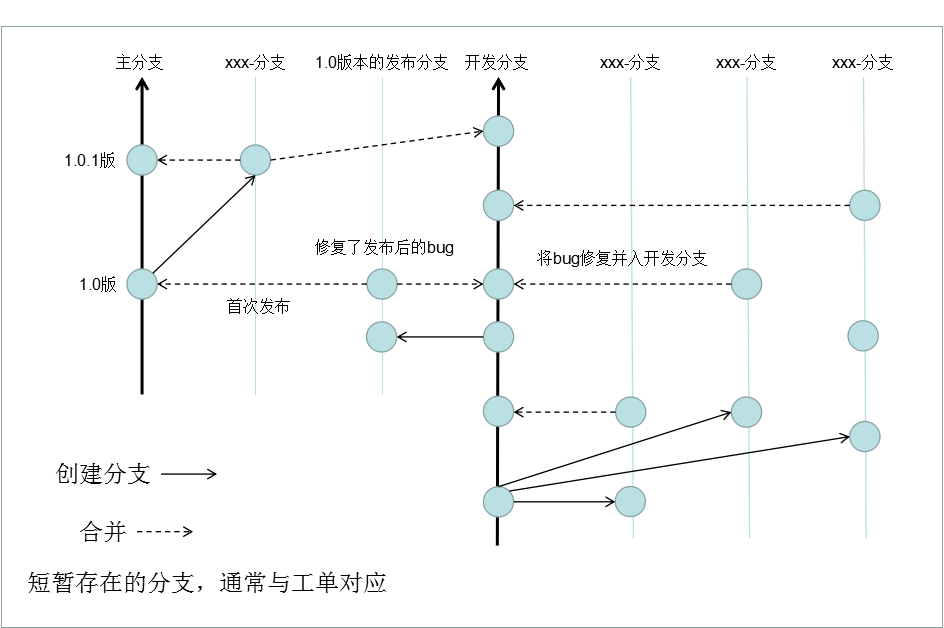 主分支
xxx-分支
1.0版本的发布分支
开发分支
xxx-分支
xxx-分支
xxx-分支
1.0.1版
修复了发布后的bug
将bug修复并入开发分支
1.0版
首次发布
创建分支
合并
短暂存在的分支，通常与工单对应